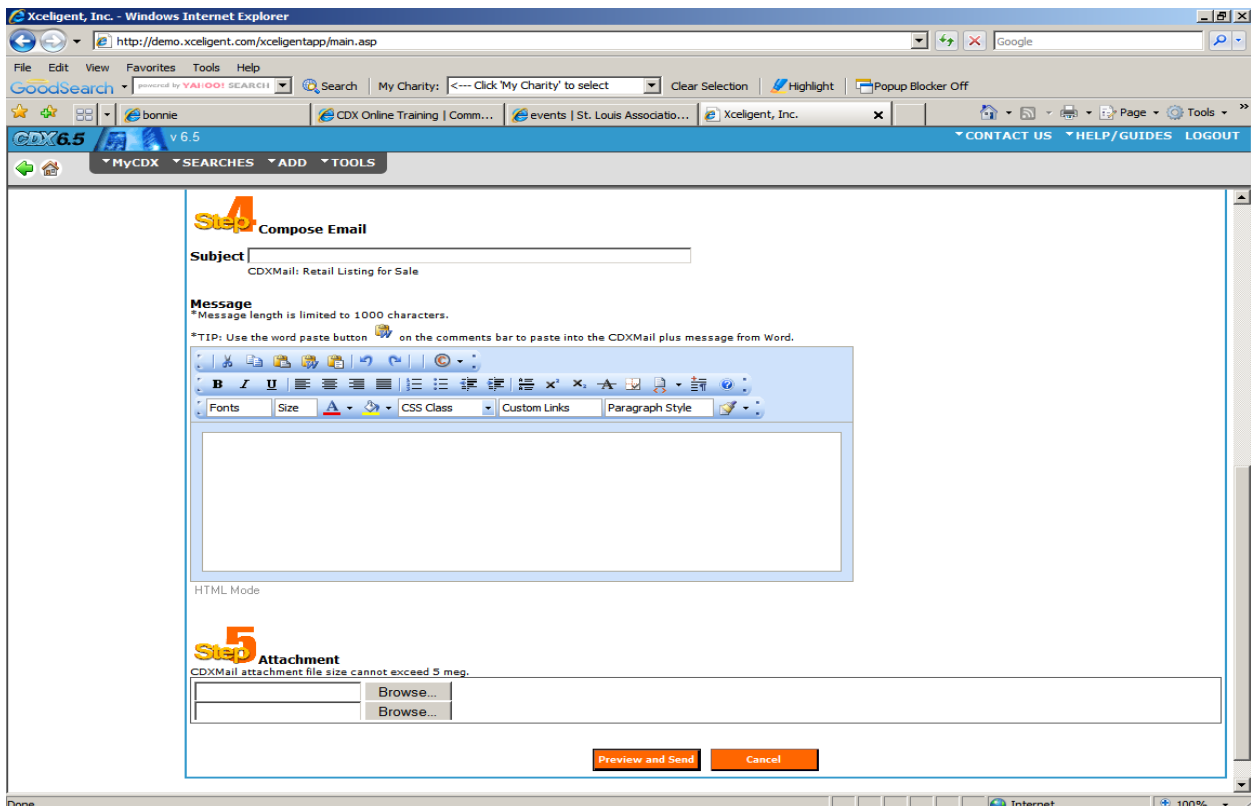 Xceligent, Inc. - Windows Internet Explorer
http://demo.xceligent.com/xceligentapp/main.asp
Google
File Edit View Favorites Tools Help
GoodSearch powered by YAHOO! SEARCH Search My Charity: <--- Click 'My Charity' to select Clear Selection Highlight Popup Blocker Off
bonnie CDX Online Training | Comm... events | St. Louis Associatio... Xceligent, Inc. Page Tools »
CDX 6.5 v 6.5 CONTACT US HELP/GUIDES LOGOUT
MyCDX SEARCHES ADD TOOLS
Step 4 Compose Email
Subject
CDXMail: Retail Listing for Sale
Message
*Message length is limited to 1000 characters.
*TIP: Use the word paste button on the comments bar to paste into the CDXMail plus message from Word.
B I U
Fonts Size A CSS Class Custom Links Paragraph Style
HTML Mode
Step 5 Attachment
CDXMail attachment file size cannot exceed 5 meg.
Browse...
Browse...
Preview and Send Cancel
Done Internet 100%